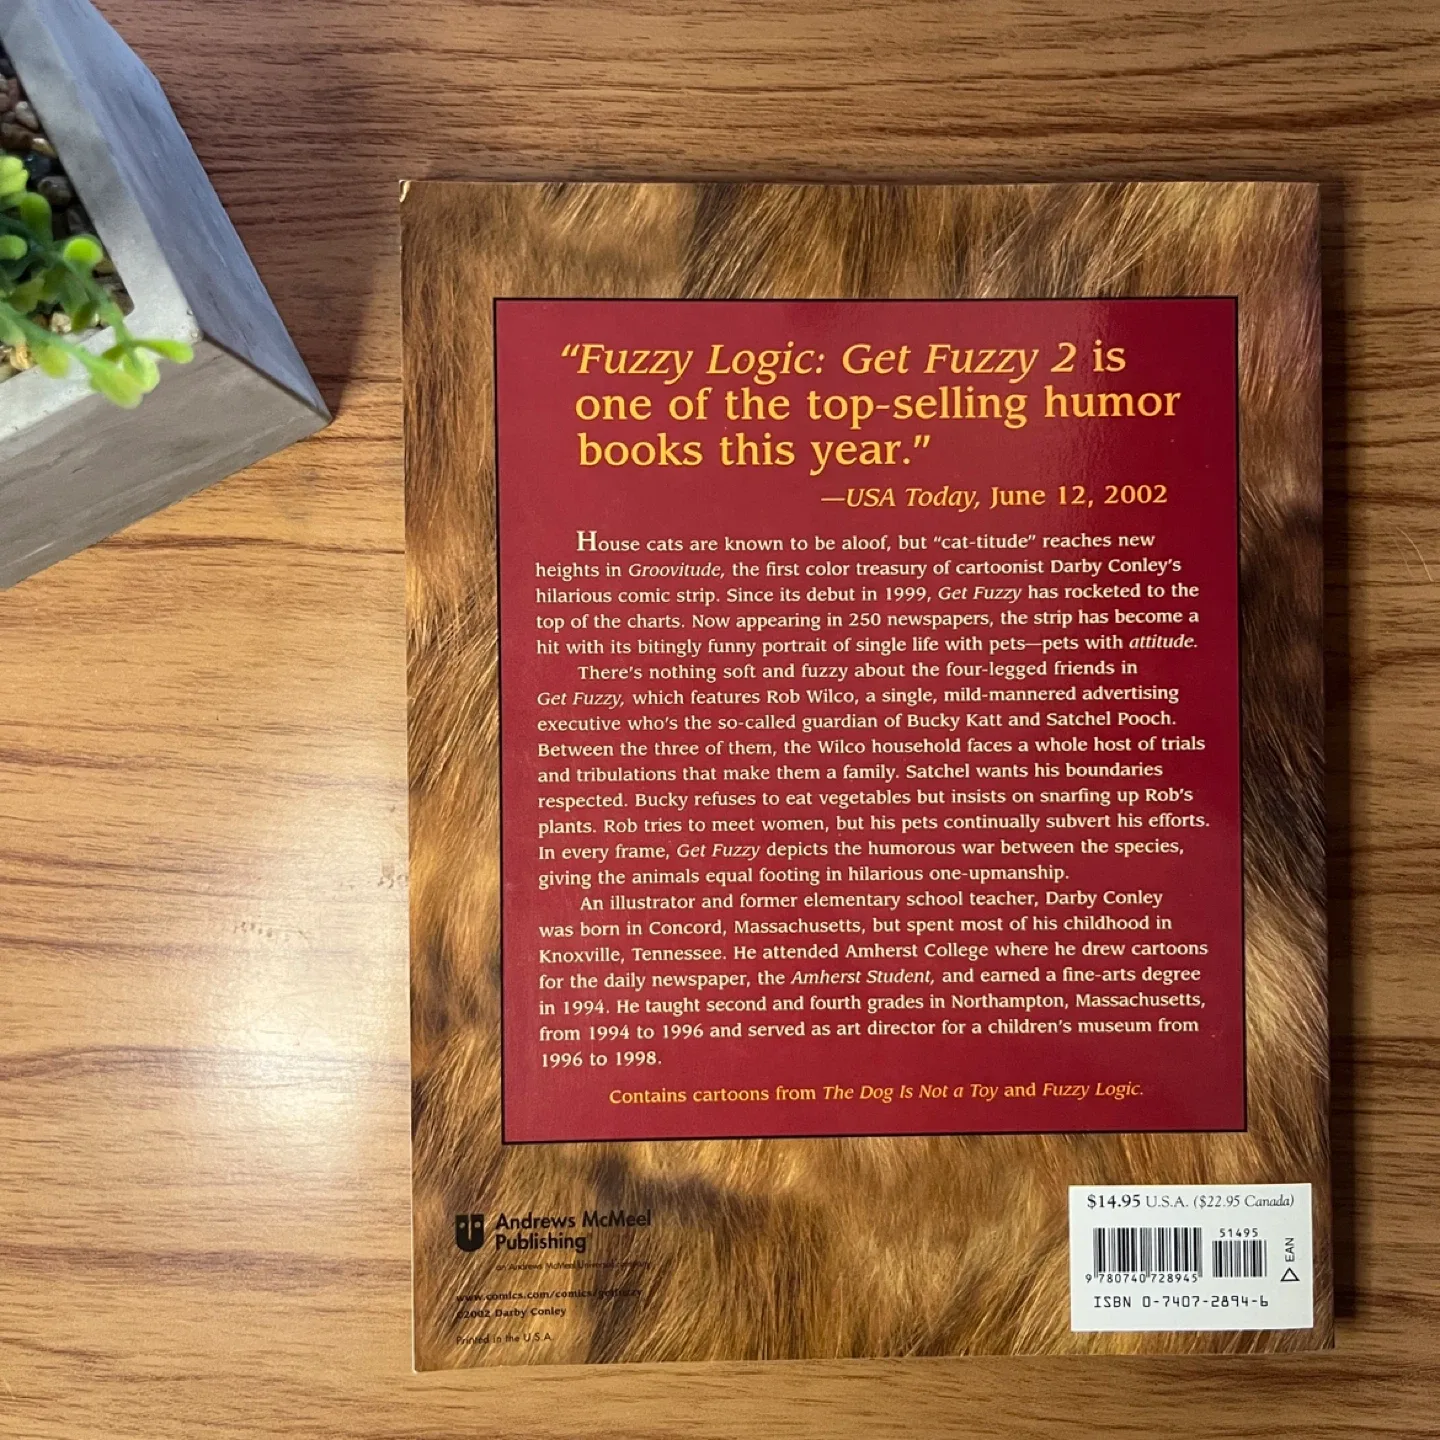 “Fuzzy Logic: Get Fuzzy 2 is
one of the top-selling humor
books this year.”
—USA Today, June 12, 2002
House cats are known to be aloof, but “cat-titude” reaches new
heights in Groovitude, the first color treasury of cartoonist Darby Conley’s
hilarious comic strip. Since its debut in 1999, Get Fuzzy has rocketed to the
top of the charts. Now appearing in 250 newspapers, the strip has become a
hit with its bitingly funny portrait of single life with pets—pets with attitude.
There’s nothing soft and fuzzy about the four-legged friends in
Get Fuzzy, which features Rob Wilco, a single, mild-mannered advertising
executive who’s the so-called guardian of Bucky Katt and Satchel Pooch.
Between the three of them, the Wilco household faces a whole host of trials
and tribulations that make them a family. Satchel wants his boundaries
respected. Bucky refuses to eat vegetables but insists on snarfing up Rob’s
plants. Rob tries to meet women, but his pets continually subvert his efforts.
In every frame, Get Fuzzy depicts the humorous war between the species,
giving the animals equal footing in hilarious one-upmanship.
An illustrator and former elementary school teacher, Darby Conley
was born in Concord, Massachusetts, but spent most of his childhood in
Knoxville, Tennessee. He attended Amherst College where he drew cartoons
for the daily newspaper, the Amherst Student, and earned a fine-arts degree
in 1994. He taught second and fourth grades in Northampton, Massachusetts,
from 1994 to 1996 and served as art director for a children’s museum from
1996 to 1998.
Contains cartoons from The Dog Is Not a Toy and Fuzzy Logic.
Andrews McMeel
Publishing
an Andrews McMeel Universal company
www.comics.com/comics/getfuzzy
©2002 Darby Conley
Printed in the U.S.A.
$14.95 U.S.A. ($22.95 Canada)
51495
EAN
9 780740 728945
ISBN 0-7407-2894-6